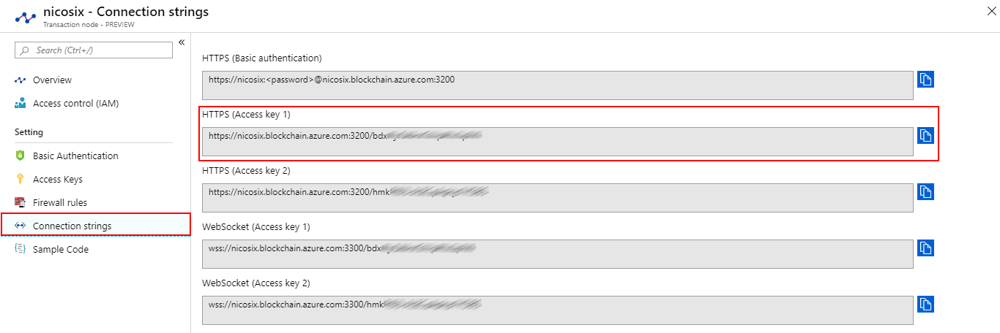 nicosix - Connection strings
Transaction node - PREVIEW
Search (Ctrl+/)
Overview
Access control (IAM)
Setting
Basic Authentication
Access Keys
Firewall rules
Connection strings
Sample Code
HTTPS (Basic authentication)
https://nicosix:<password>@nicosix.blockchain.azure.com:3200
HTTPS (Access key 1)
https://nicosix.blockchain.azure.com:3200/bdx
HTTPS (Access key 2)
https://nicosix.blockchain.azure.com:3200/hmk
WebSocket (Access key 1)
wss://nicosix.blockchain.azure.com:3300/bdx
WebSocket (Access key 2)
wss://nicosix.blockchain.azure.com:3300/hmk